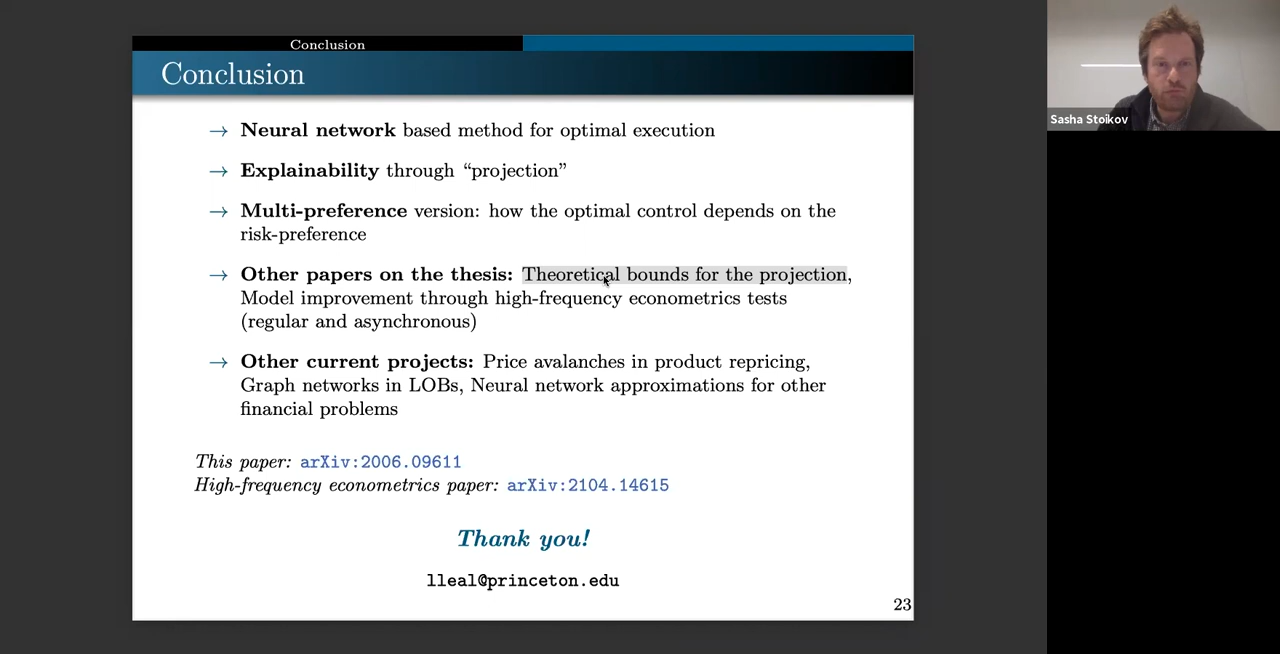 Conclusion
Conclusion
→ Neural network based method for optimal execution
→ Explainability through “projection”
→ Multi-preference version: how the optimal control depends on the
risk-preference
→ Other papers on the thesis: Theoretical bounds for the projection,
Model improvement through high-frequency econometrics tests
(regular and asynchronous)
→ Other current projects: Price avalanches in product repricing,
Graph networks in LOBs, Neural network approximations for other
financial problems
This paper: arXiv:2006.09611
High-frequency econometrics paper: arXiv:2104.14615
Thank you!
lleal@princeton.edu
23
Sasha Stoikov